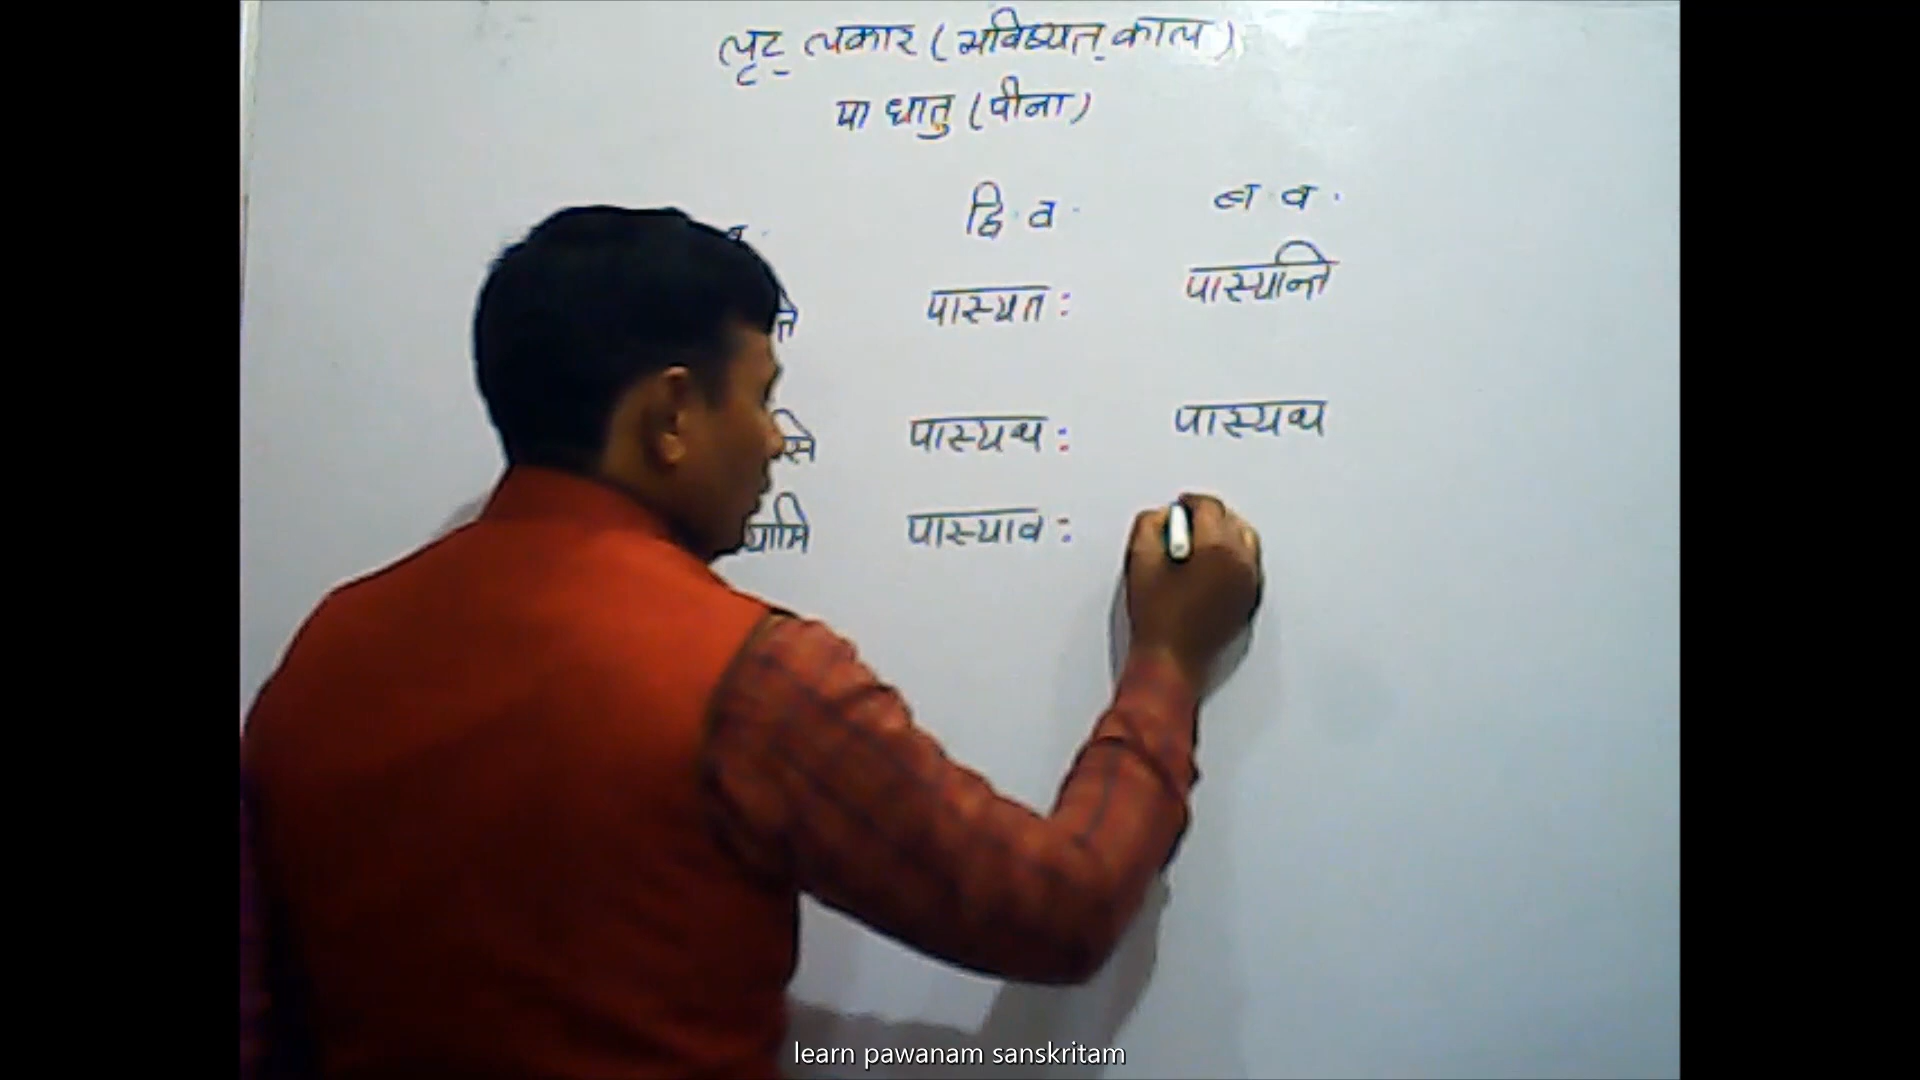 लृट् लकार (भविष्यत् काल)
पा धातु (पीना)
व. द्वि. व. ब. व.
पास्यतः पास्यन्ति
पास्यथः पास्यथ
पास्यावः
learn pawanam sanskritam